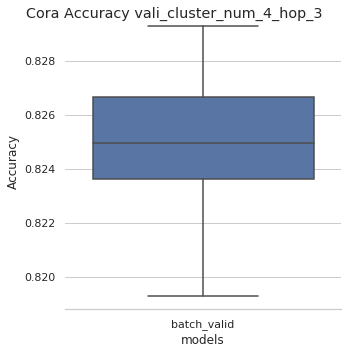 Cora Accuracy vali_cluster_num_4_hop_3
0.828
0.826
0.824
0.822
0.820
Accuracy
batch_valid
models